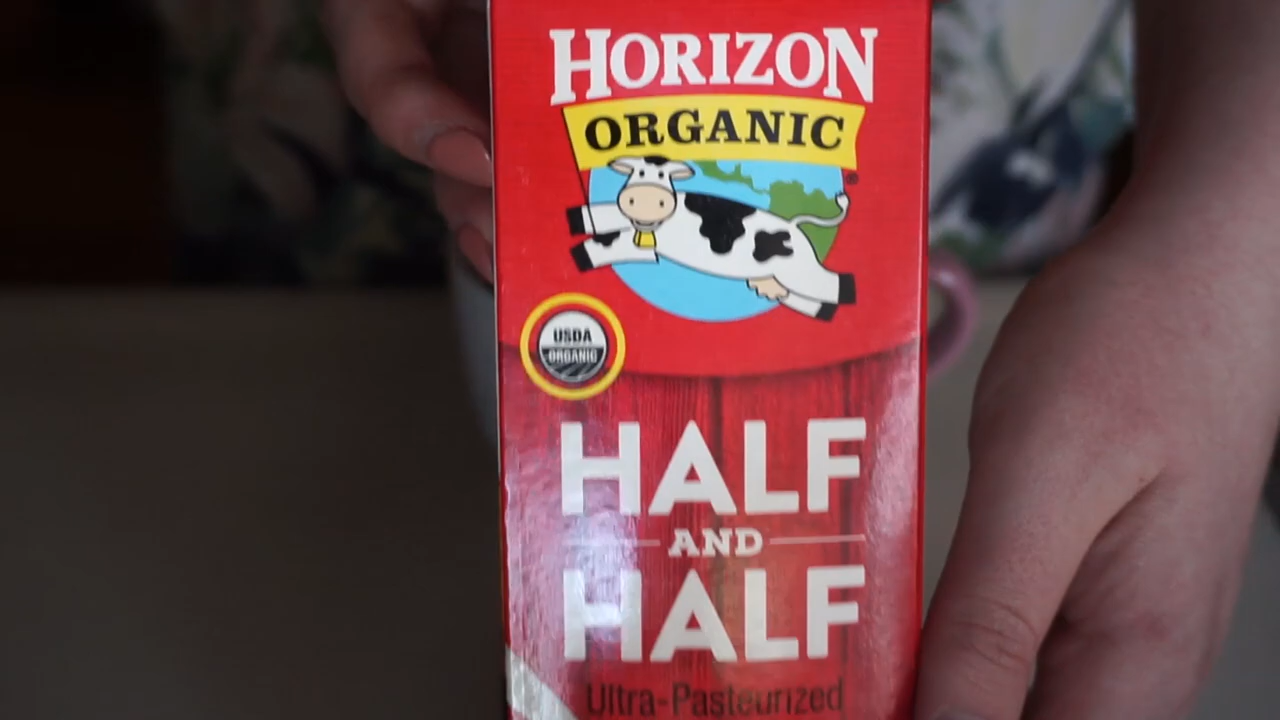 HORIZON
ORGANIC
®
USDA
ORGANIC
HALF
AND
HALF
Ultra-Pasteurized